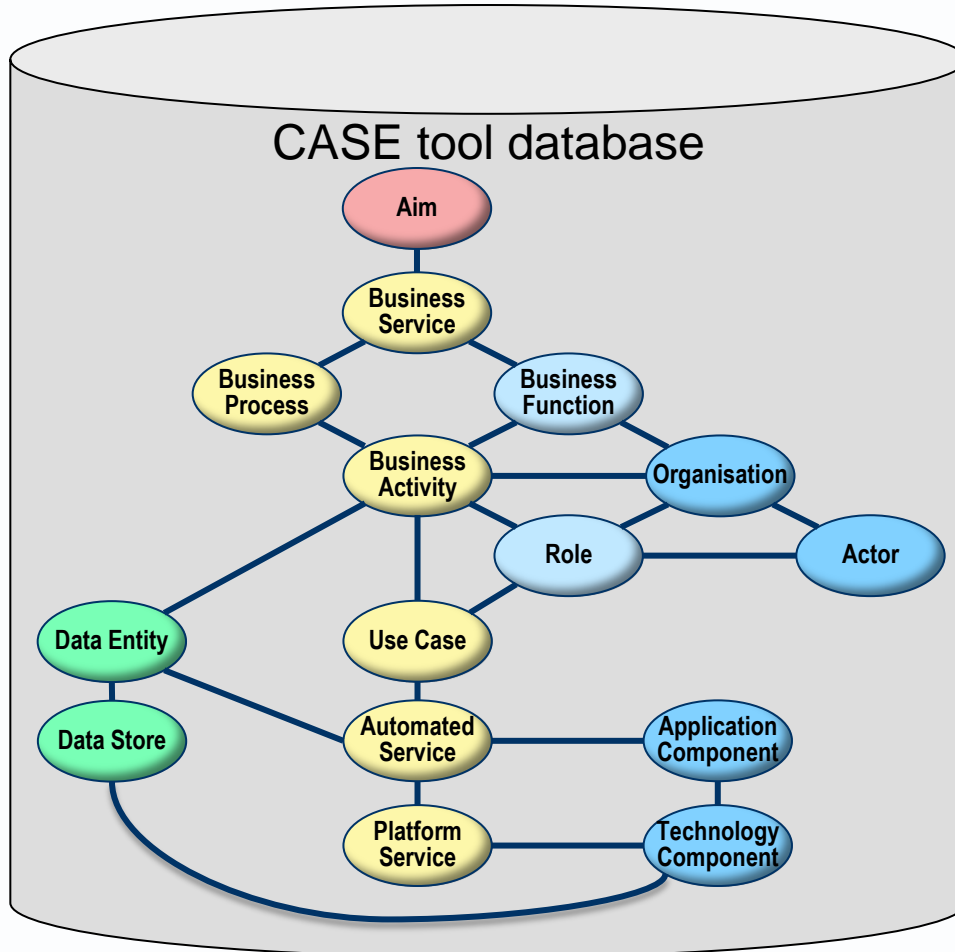 CASE tool database
Aim
Business
Service
Business
Process
Business
Function
Business
Activity
Organisation
Role
Actor
Data Entity
Use Case
Data Store
Automated
Service
Application
Component
Platform
Service
Technology
Component